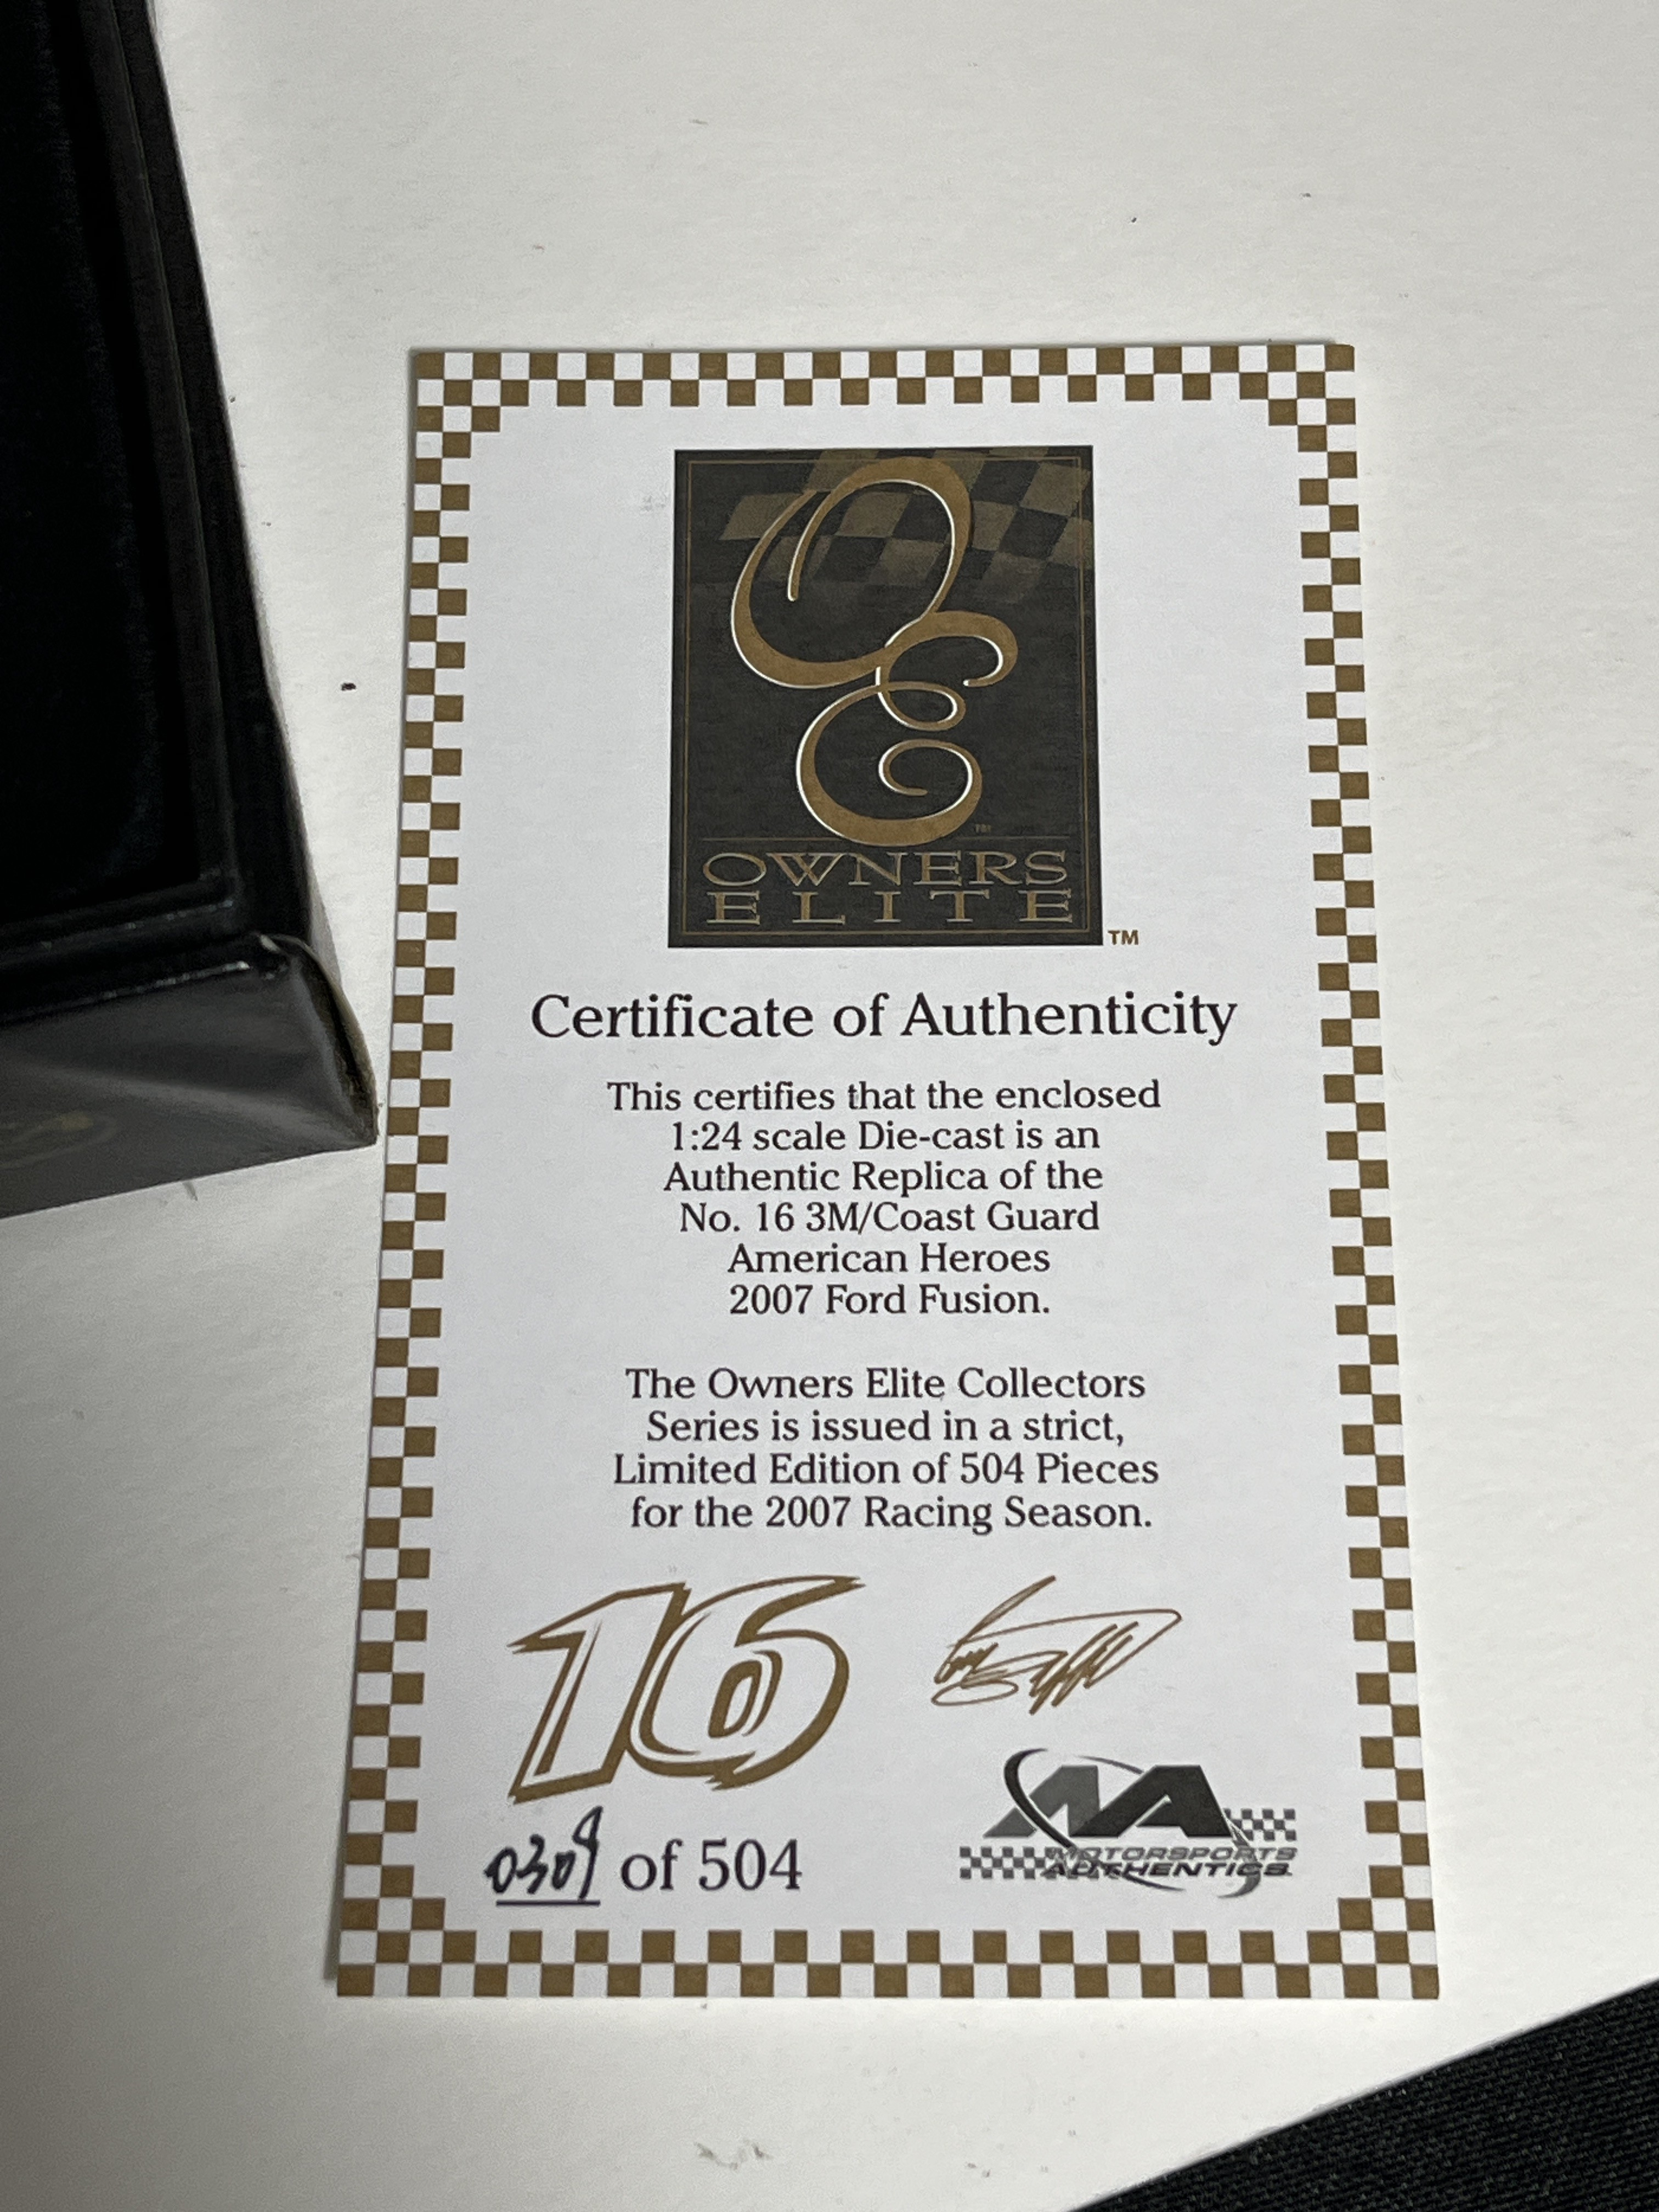 OE
OWNERS
ELITE
TM
Certificate of Authenticity
This certifies that the enclosed
1:24 scale Die-cast is an
Authentic Replica of the
No. 16 3M/Coast Guard
American Heroes
2007 Ford Fusion.
The Owners Elite Collectors
Series is issued in a strict,
Limited Edition of 504 Pieces
for the 2007 Racing Season.
16
0309 of 504
MA
MOTORSPORTS
AUTHENTICS